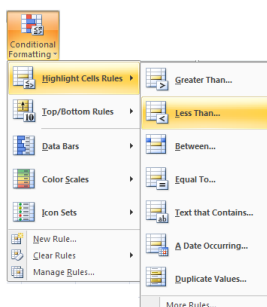 Conditional
Formatting
Highlight Cells Rules
Top/Bottom Rules
Data Bars
Color Scales
Icon Sets
New Rule...
Clear Rules
Manage Rules...
Greater Than...
Less Than...
Between...
Equal To...
Text that Contains...
A Date Occurring...
Duplicate Values...
More Rules...